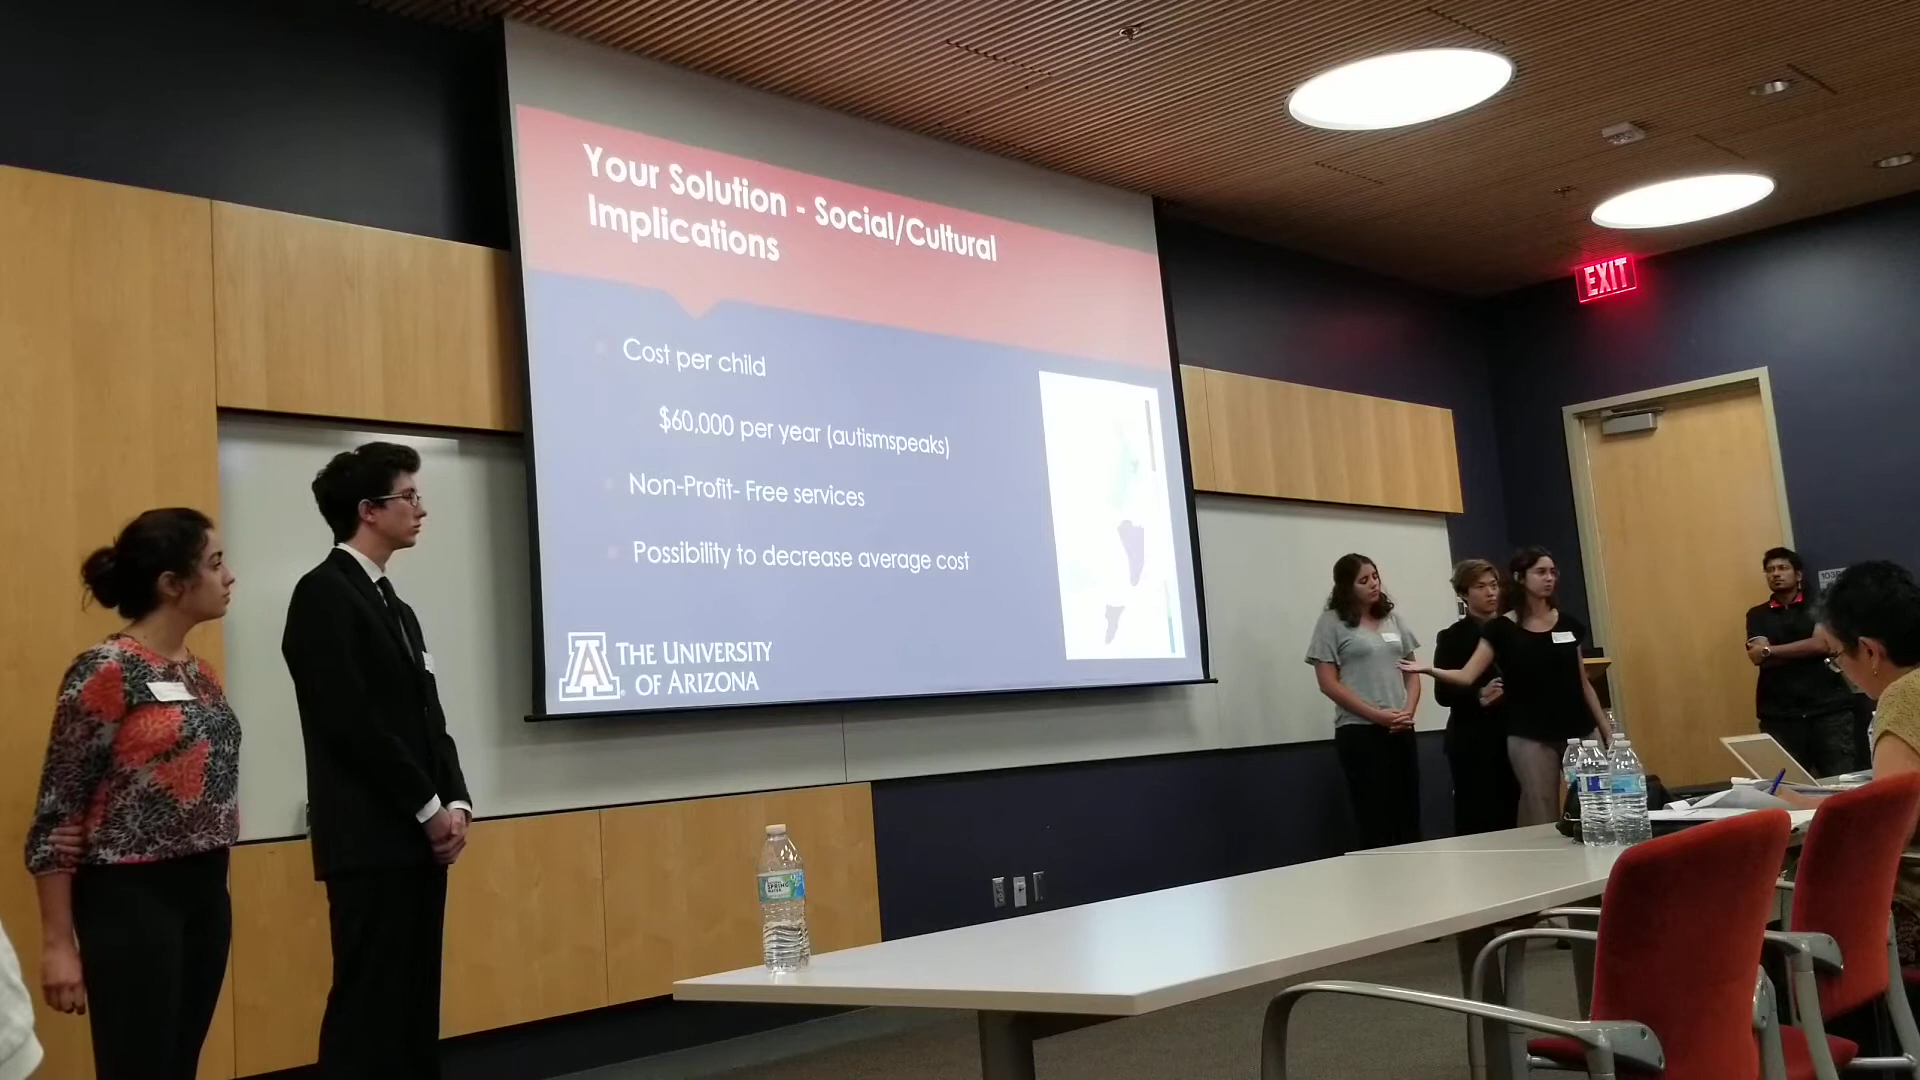 Your Solution - Social/Cultural
Implications
Cost per child
$60,000 per year (autismspeaks)
Non-Profit- Free services
Possibility to decrease average cost
A
THE UNIVERSITY
OF ARIZONA
EXIT
SPRING